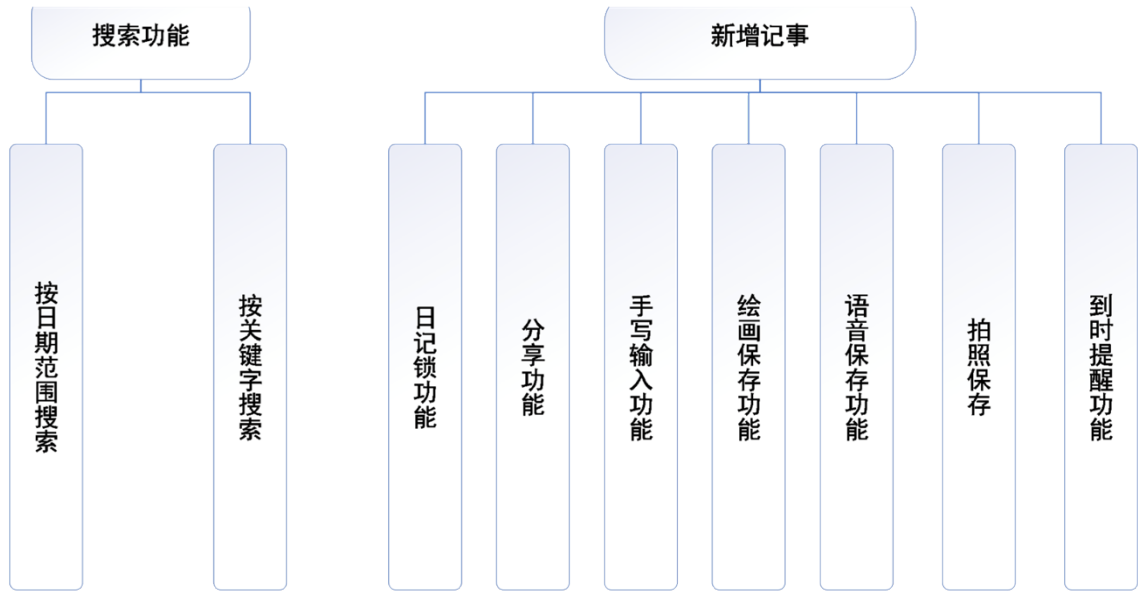 搜索功能
新增记事
按日期范围搜索
按关键字搜索
日记锁功能
分享功能
手写输入功能
绘画保存功能
语音保存功能
拍照保存
到时提醒功能